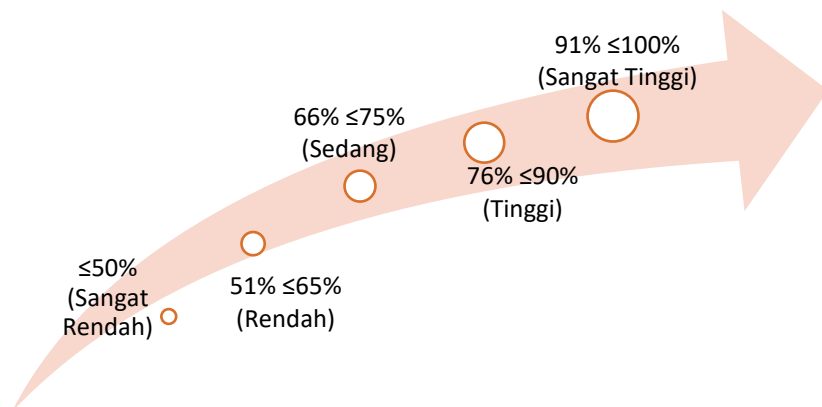 ≤50%
(Sangat
Rendah)
51% ≤65%
(Rendah)
66% ≤75%
(Sedang)
76% ≤90%
(Tinggi)
91% ≤100%
(Sangat Tinggi)